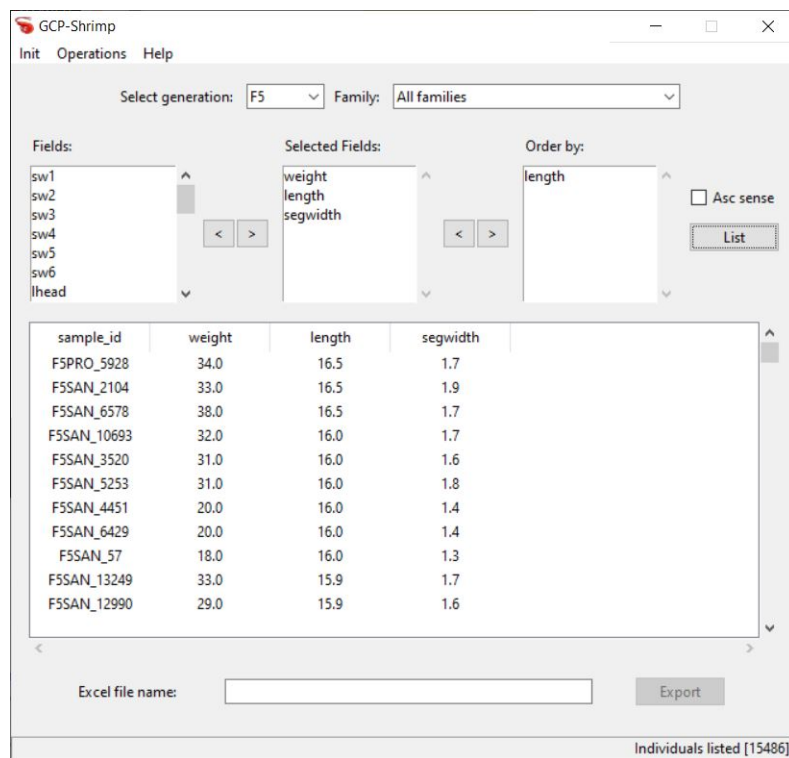 GCP-Shrimp
Init Operations Help
Select generation: F5 Family: All families
Fields: Selected Fields: Order by:
sw1 weight length
sw2 length
sw3 segwidth
sw4
sw5
sw6
lhead
< > < >
Asc sense
List
sample_id weight length segwidth
F5PRO_5928 34.0 16.5 1.7
F5SAN_2104 33.0 16.5 1.9
F5SAN_6578 38.0 16.5 1.7
F5SAN_10693 32.0 16.0 1.7
F5SAN_3520 31.0 16.0 1.6
F5SAN_5253 31.0 16.0 1.8
F5SAN_4451 20.0 16.0 1.4
F5SAN_6429 20.0 16.0 1.4
F5SAN_57 18.0 16.0 1.3
F5SAN_13249 33.0 15.9 1.7
F5SAN_12990 29.0 15.9 1.6
Excel file name: Export
Individuals listed [15486]